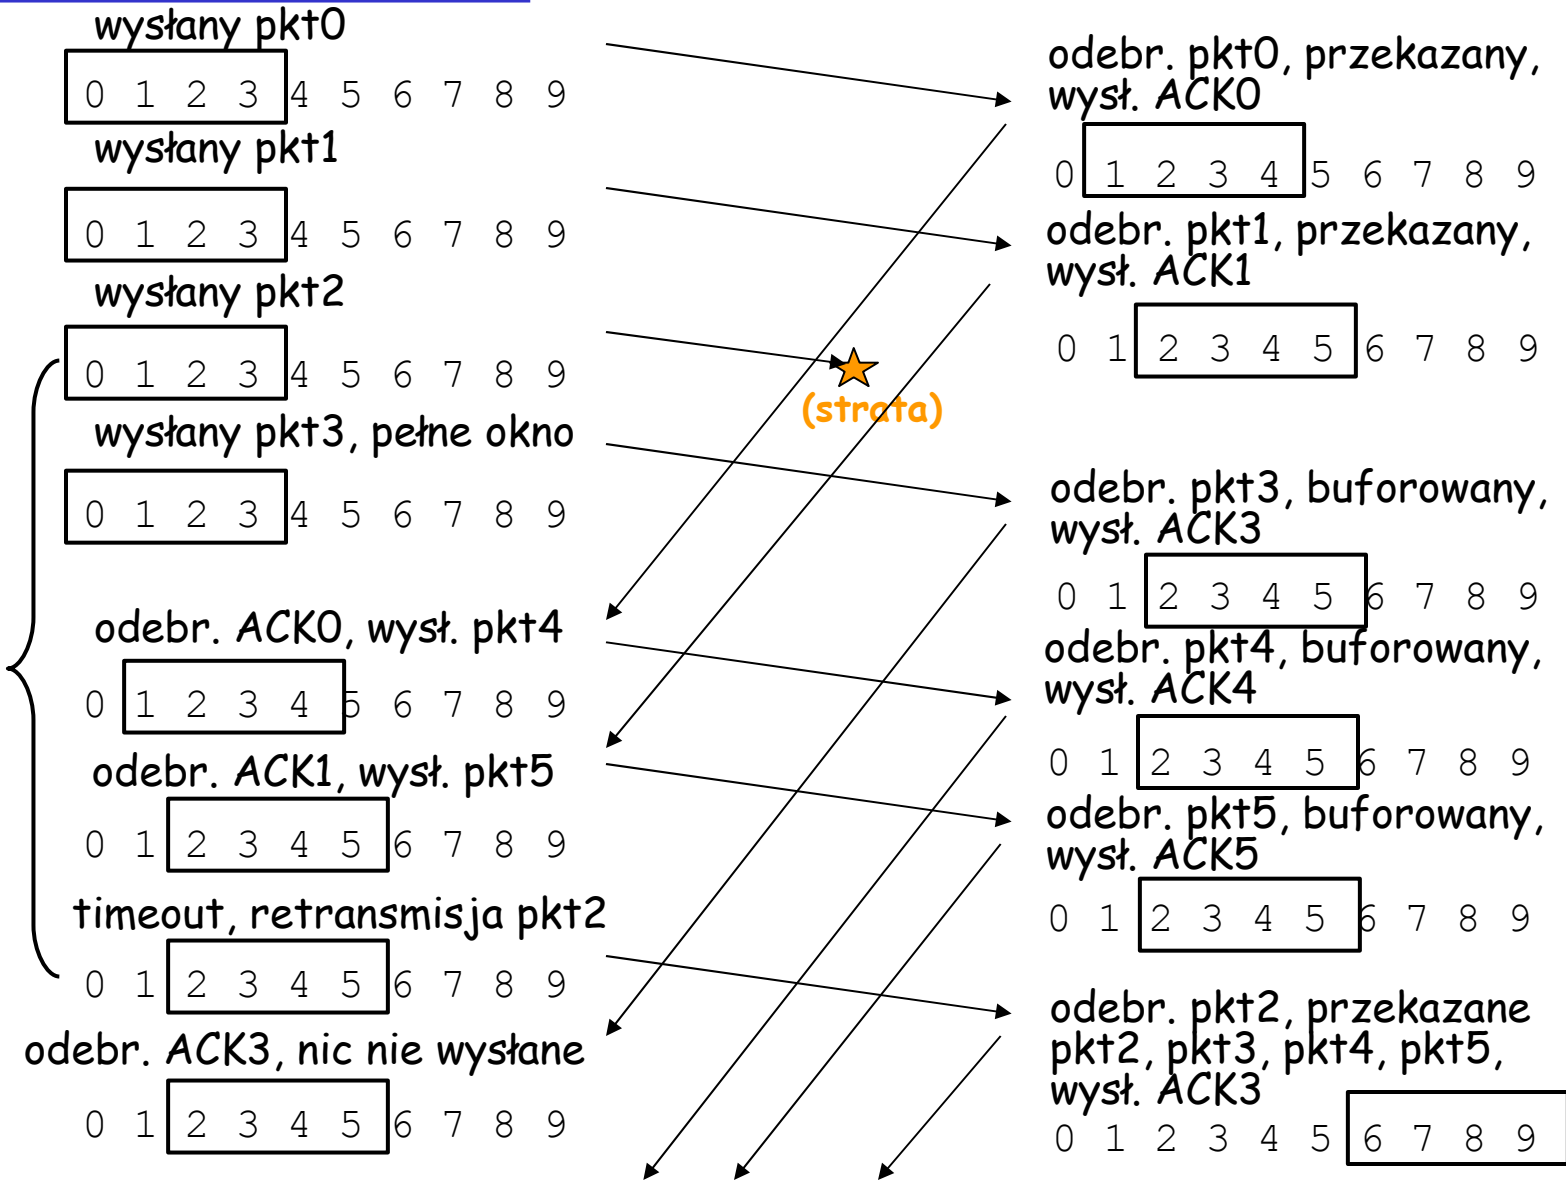 wysłany pkt0
0 1 2 3 4 5 6 7 8 9
wysłany pkt1
0 1 2 3 4 5 6 7 8 9
wysłany pkt2
0 1 2 3 4 5 6 7 8 9
wysłany pkt3, pełne okno
0 1 2 3 4 5 6 7 8 9
odebr. ACK0, wysł. pkt4
0 1 2 3 4 5 6 7 8 9
odebr. ACK1, wysł. pkt5
0 1 2 3 4 5 6 7 8 9
timeout, retransmisja pkt2
0 1 2 3 4 5 6 7 8 9
odebr. ACK3, nic nie wysłane
0 1 2 3 4 5 6 7 8 9
(strata)
odebr. pkt0, przekazany,
wysł. ACK0
0 1 2 3 4 5 6 7 8 9
odebr. pkt1, przekazany,
wysł. ACK1
0 1 2 3 4 5 6 7 8 9
odebr. pkt3, buforowany,
wysł. ACK3
0 1 2 3 4 5 6 7 8 9
odebr. pkt4, buforowany,
wysł. ACK4
0 1 2 3 4 5 6 7 8 9
odebr. pkt5, buforowany,
wysł. ACK5
0 1 2 3 4 5 6 7 8 9
odebr. pkt2, przekazane
pkt2, pkt3, pkt4, pkt5,
wysł. ACK3
0 1 2 3 4 5 6 7 8 9